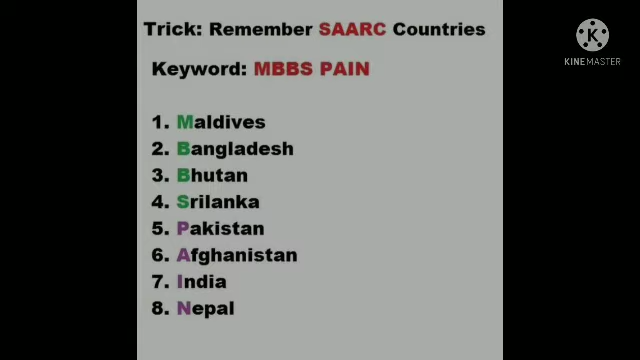 Trick: Remember SAARC Countries
Keyword: MBBS PAIN
1. Maldives
2. Bangladesh
3. Bhutan
4. Srilanka
5. Pakistan
6. Afghanistan
7. India
8. Nepal
K
KINEMASTER